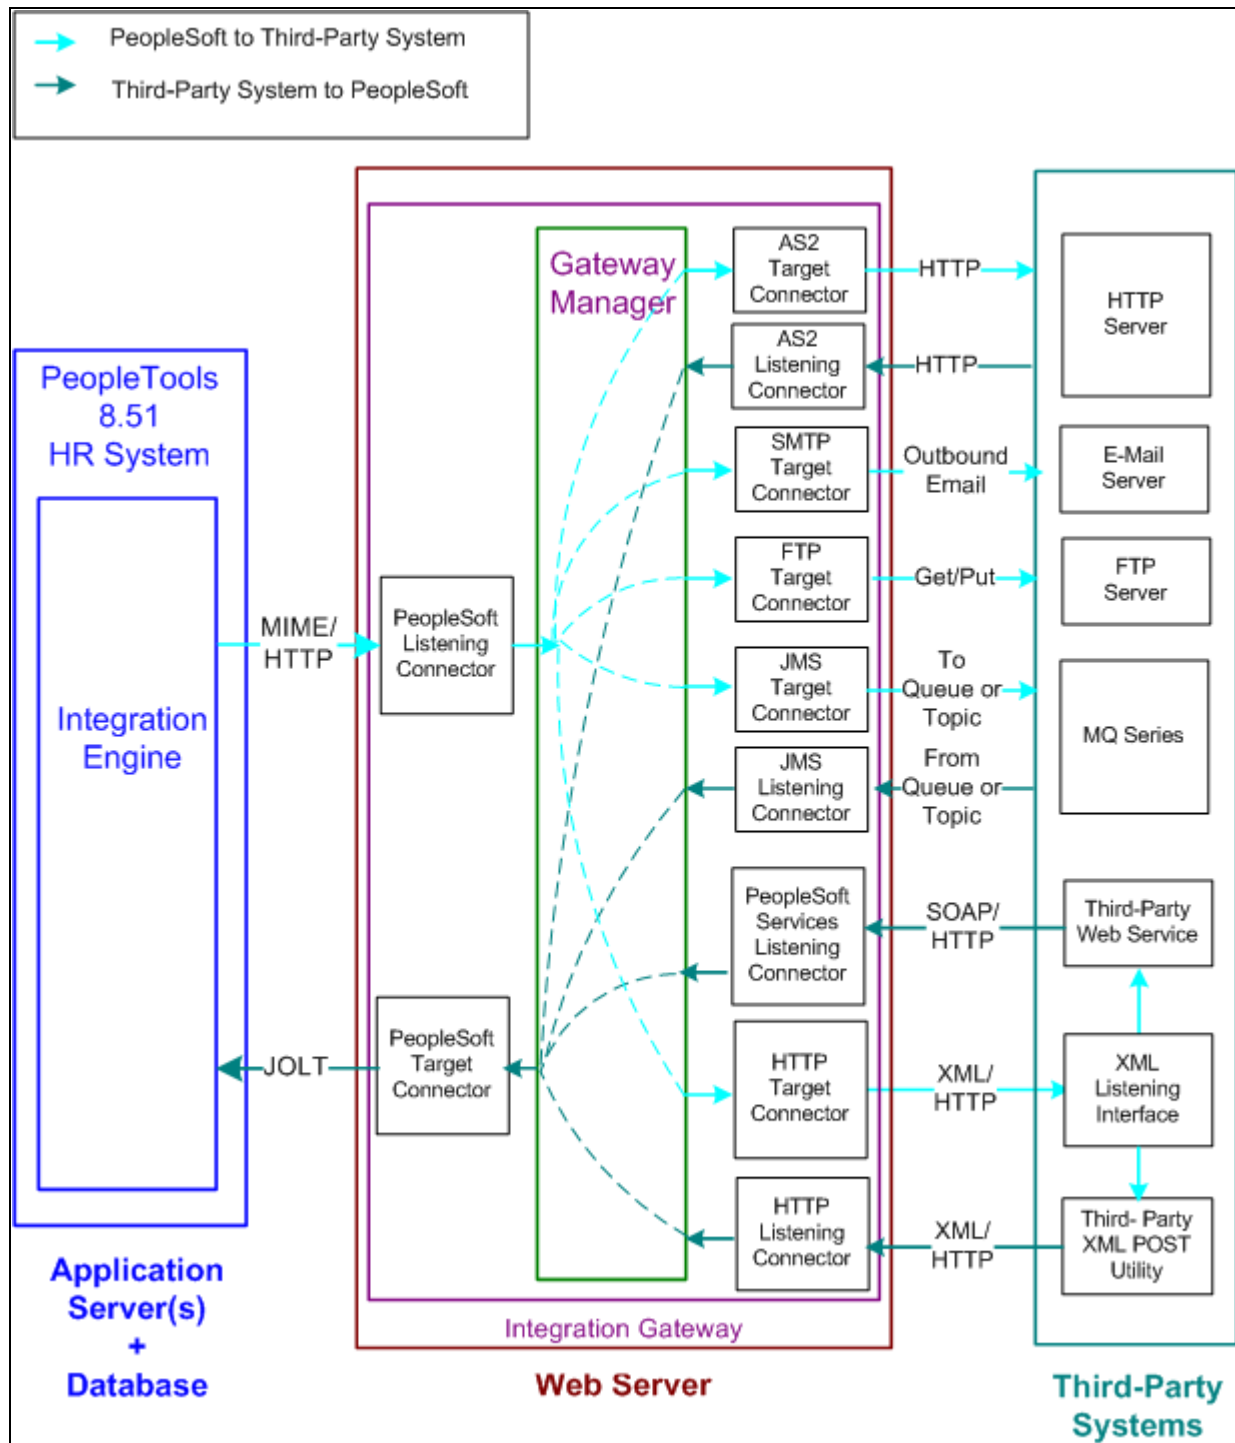 PeopleSoft to Third-Party System
Third-Party System to PeopleSoft
PeopleTools
8.51
HR System
Integration
Engine
Application
Server(s)
+
Database
MIME/
HTTP
JOLT
PeopleSoft
Listening
Connector
PeopleSoft
Target
Connector
Gateway
Manager
AS2
Target
Connector
AS2
Listening
Connector
SMTP
Target
Connector
FTP
Target
Connector
JMS
Target
Connector
JMS
Listening
Connector
PeopleSoft
Services
Listening
Connector
HTTP
Target
Connector
HTTP
Listening
Connector
Integration Gateway
Web Server
HTTP
HTTP
Outbound
Email
Get/Put
To
Queue or
Topic
From
Queue or
Topic
SOAP/
HTTP
XML/
HTTP
XML/
HTTP
HTTP
Server
E-Mail
Server
FTP
Server
MQ Series
Third-Party
Web Service
XML
Listening
Interface
Third- Party
XML POST
Utility
Third-Party
Systems